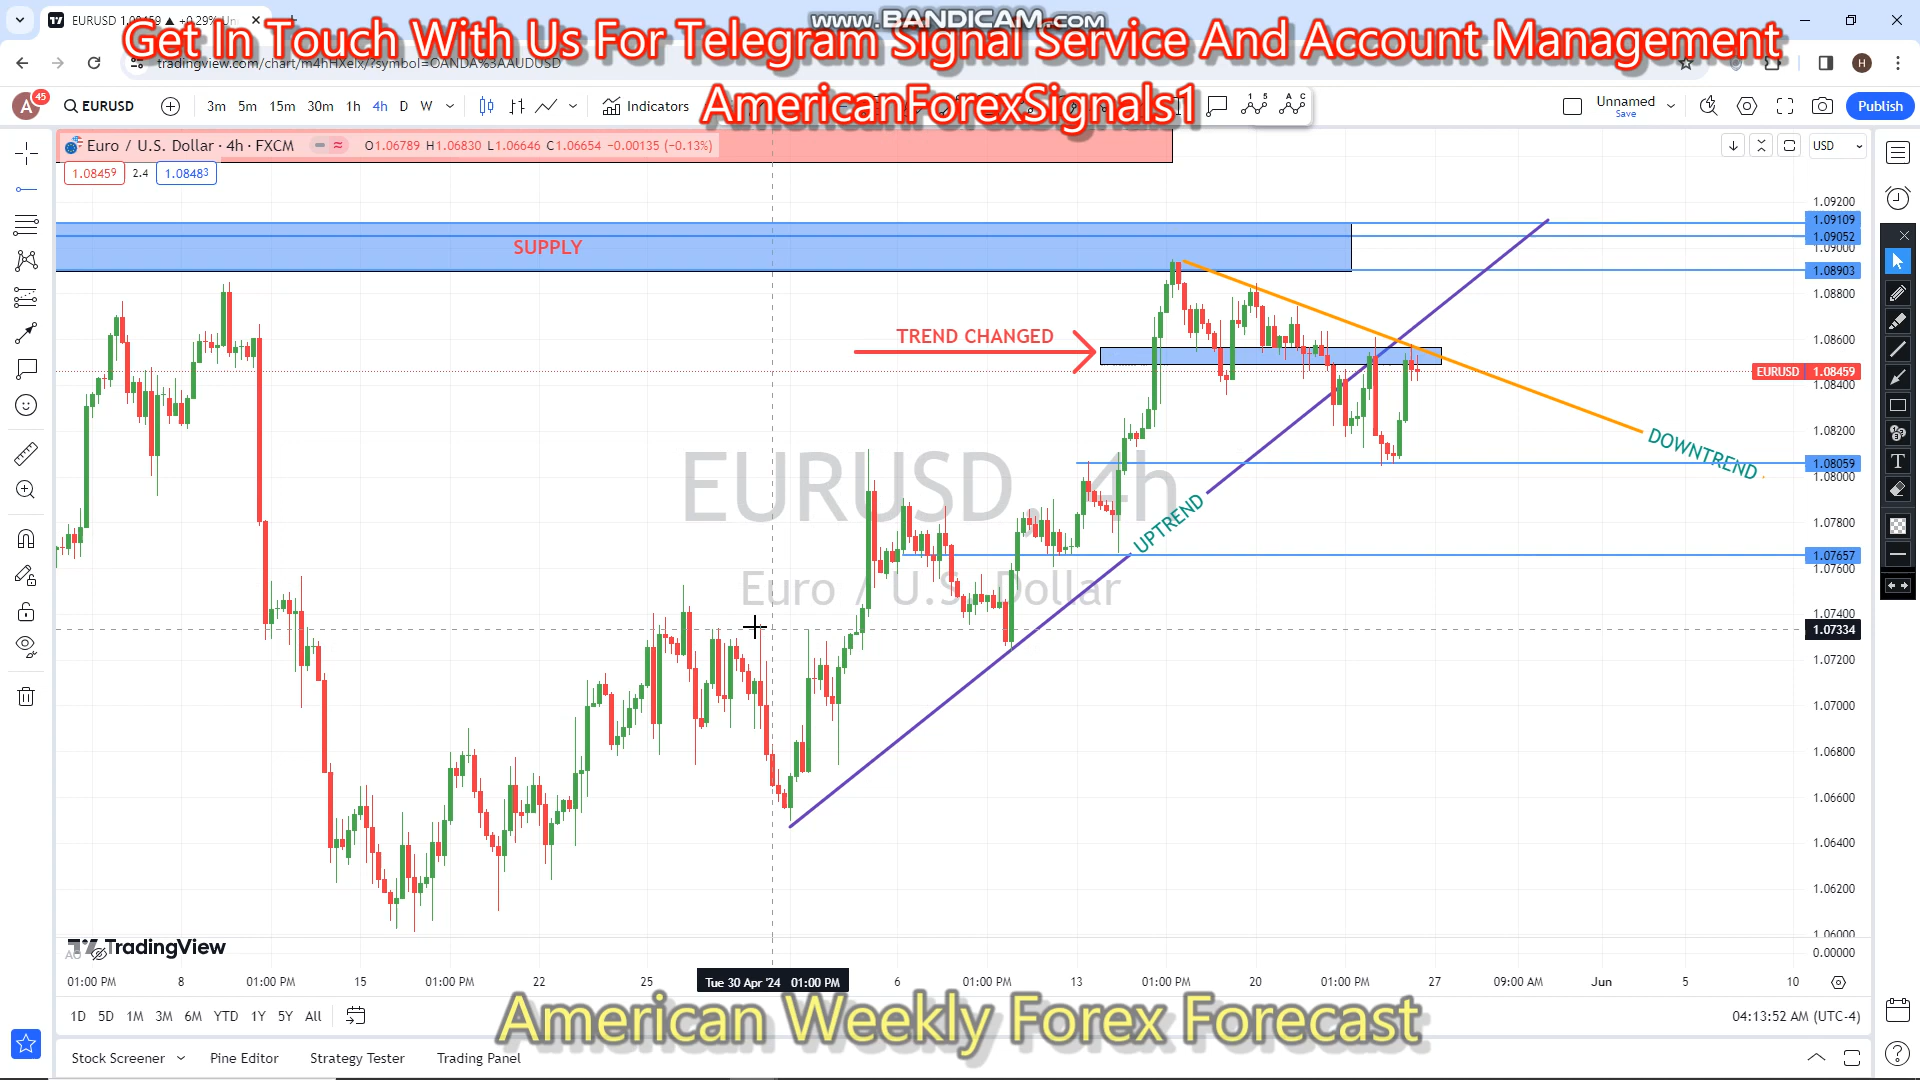 EURUSD 1.08459 ▲ +0.29% Un
www.BANDICAM.com
Get In Touch With Us For Telegram Signal Service And Account Management
tradingview.com/chart/m4hHXelx/?symbol=OANDA%3AAUDUSD
H
AmericanForexSignals1
A 45
EURUSD
3m 5m 15m 30m 1h 4h D W
Indicators
Unnamed
Save
Publish
Euro / U.S. Dollar · 4h · FXCM
O1.06789 H1.06830 L1.06646 C1.06654 −0.00135 (−0.13%)
USD
1.08459 2.4 1.08483
1.09200
1.09109
1.09052
1.09000
SUPPLY
1.08903
1.08800
TREND CHANGED
1.08600
EURUSD 1.08459
1.08400
1.08200
DOWNTREND
1.08059
1.08000
EURUSD, 4h
UPTREND
1.07800
1.07657
1.07600
Euro / U.S. Dollar
1.07400
1.07334
1.07200
1.07000
1.06800
1.06600
1.06400
1.06200
1.06000
TradingView
0.00000
01:00 PM 8 01:00 PM 15 01:00 PM 22 25 Tue 30 Apr '24 01:00 PM 6 01:00 PM 13 01:00 PM 20 01:00 PM 27 09:00 AM Jun 5 10
1D 5D 1M 3M 6M YTD 1Y 5Y All
04:13:52 AM (UTC-4)
American Weekly Forex Forecast
Stock Screener Pine Editor Strategy Tester Trading Panel